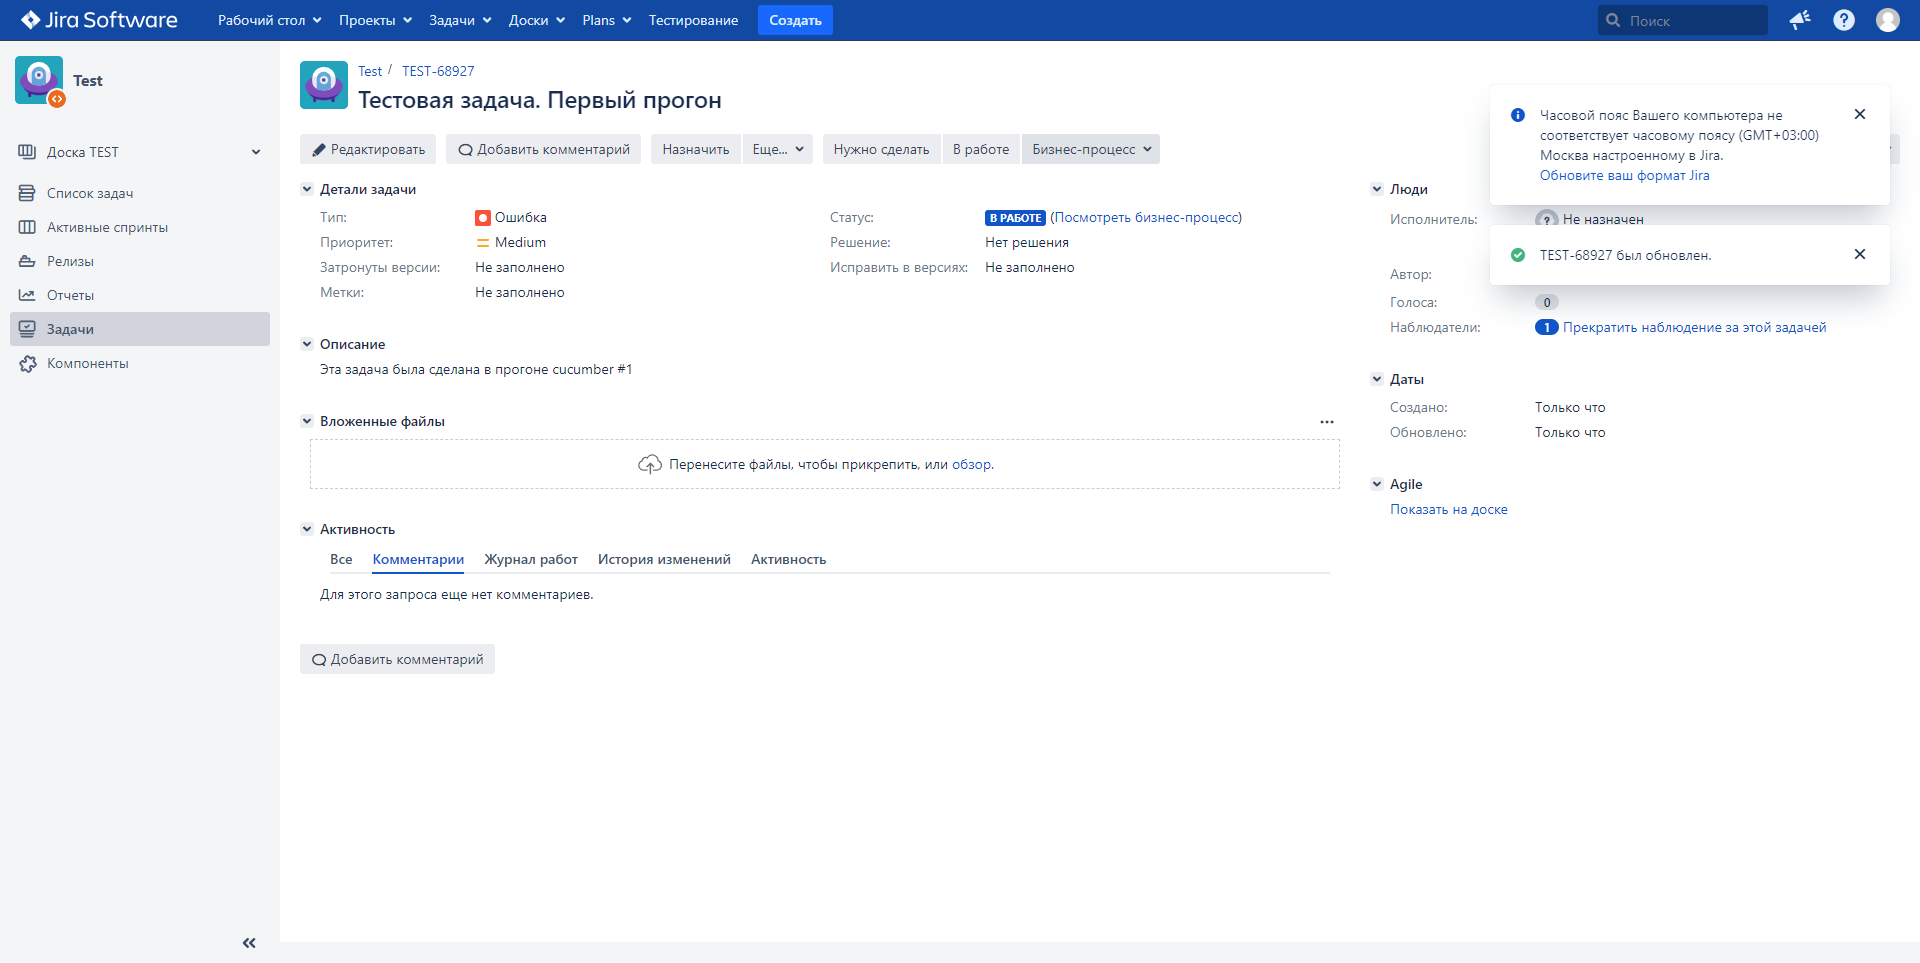 Jira Software
Рабочий стол
Проекты
Задачи
Доски
Plans
Тестирование
Создать
Поиск
Test
Доска TEST
Список задач
Активные спринты
Релизы
Отчеты
Задачи
Компоненты
Test / TEST-68927
Тестовая задача. Первый прогон
Редактировать
Добавить комментарий
Назначить
Еще...
Нужно сделать
В работе
Бизнес-процесс
Детали задачи
Тип: Ошибка
Приоритет: Medium
Затронуты версии: Не заполнено
Метки: Не заполнено
Статус: В РАБОТЕ (Посмотреть бизнес-процесс)
Решение: Нет решения
Исправить в версиях: Не заполнено
Описание
Эта задача была сделана в прогоне cucumber #1
Вложенные файлы
Перенесите файлы, чтобы прикрепить, или обзор.
Активность
Все
Комментарии
Журнал работ
История изменений
Активность
Для этого запроса еще нет комментариев.
Добавить комментарий
Часовой пояс Вашего компьютера не
соответствует часовому поясу (GMT+03:00)
Москва настроенному в Jira.
Обновите ваш формат Jira
Люди
Исполнитель: Не назначен
TEST-68927 был обновлен.
Автор:
Голоса: 0
Наблюдатели: 1 Прекратить наблюдение за этой задачей
Даты
Создано: Только что
Обновлено: Только что
Agile
Показать на доске